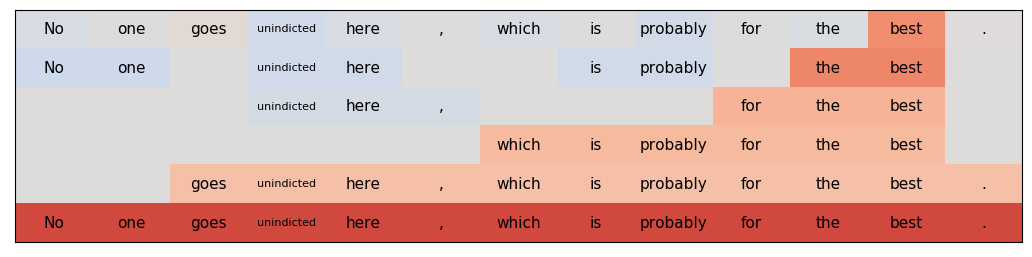 No one goes unindicted here , which is probably for the best .
No one unindicted here is probably the best
unindicted here , for the best
which is probably for the best
goes unindicted here , which is probably for the best .
No one goes unindicted here , which is probably for the best .